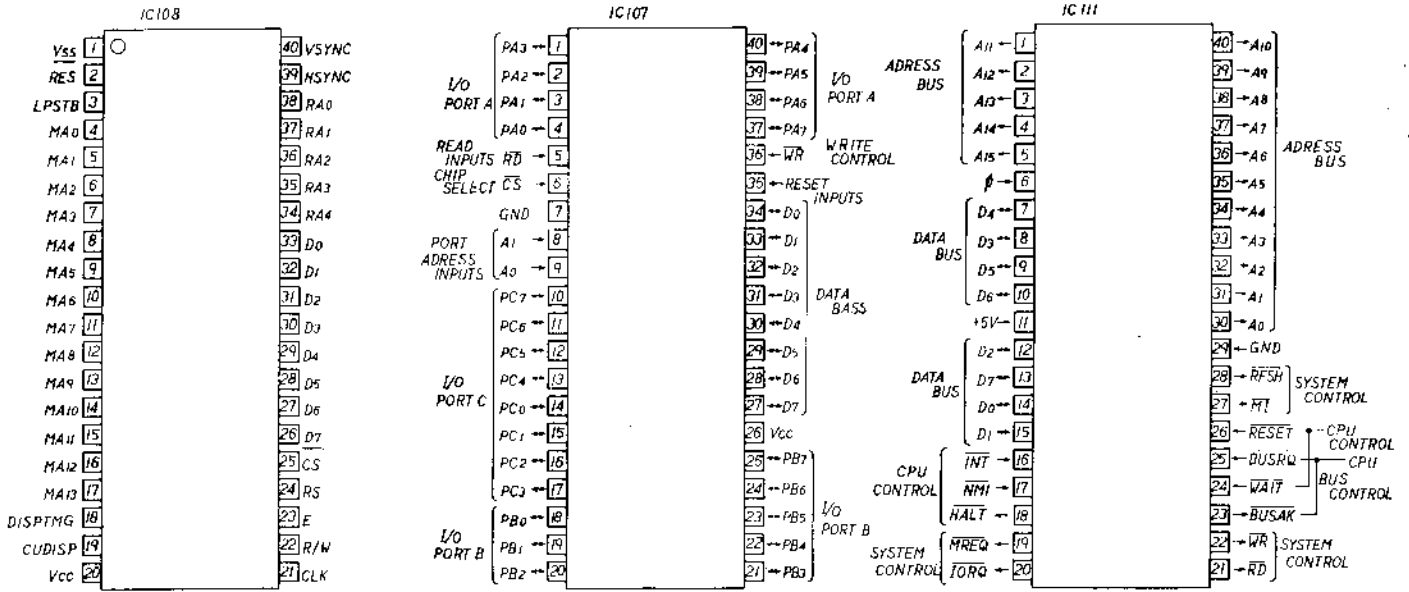 IC108
Vss 1
40 VSYNC
RES 2
39 HSYNC
LPSTB 3
38 RA0
MA0 4
37 RA1
MA1 5
36 RA2
MA2 6
35 RA3
MA3 7
34 RA4
MA4 8
33 D0
MA5 9
32 D1
MA6 10
31 D2
MA7 11
30 D3
MA8 12
29 D4
MA9 13
28 D5
MA10 14
27 D6
MA11 15
26 D7
MA12 16
25 CS
MA13 17
24 RS
DISPTMG 18
23 E
CUDISP 19
22 R/W
Vcc 20
21 CLK
IC107
I/O
PORT A
PA3 1
PA2 2
PA1 3
PA0 4
READ
INPUTS RD 5
CHIP
SELECT CS 6
GND 7
PORT
ADRESS
INPUTS
A1 8
A0 9
I/O
PORT C
PC7 10
PC6 11
PC5 12
PC4 13
PC0 14
PC1 15
PC2 16
PC3 17
I/O
PORT B
PB0 18
PB1 19
PB2 20
40 PA4
39 PA5
38 PA6
37 PA7
I/O
PORT A
36 WR WRITE
CONTROL
35 RESET
INPUTS
34 D0
33 D1
32 D2
31 D3
30 D4
29 D5
28 D6
27 D7
DATA
BASS
26 Vcc
25 PB7
24 PB6
23 PB5
22 PB4
21 PB3
I/O
PORT B
IC111
ADRESS
BUS
A11 1
A12 2
A13 3
A14 4
A15 5
ϕ 6
DATA
BUS
D4 7
D3 8
D5 9
D6 10
+5V 11
DATA
BUS
D2 12
D7 13
D0 14
D1 15
CPU
CONTROL
INT 16
NMI 17
HALT 18
SYSTEM
CONTROL
MREQ 19
IORQ 20
40 A10
39 A9
38 A8
37 A7
36 A6
35 A5
34 A4
33 A3
32 A2
31 A1
30 A0
ADRESS
BUS
29 GND
28 RFSH
27 M1
SYSTEM
CONTROL
26 RESET
CPU
CONTROL
25 BUSRQ
CPU
BUS
CONTROL
24 WAIT
23 BUSAK
22 WR
21 RD
SYSTEM
CONTROL